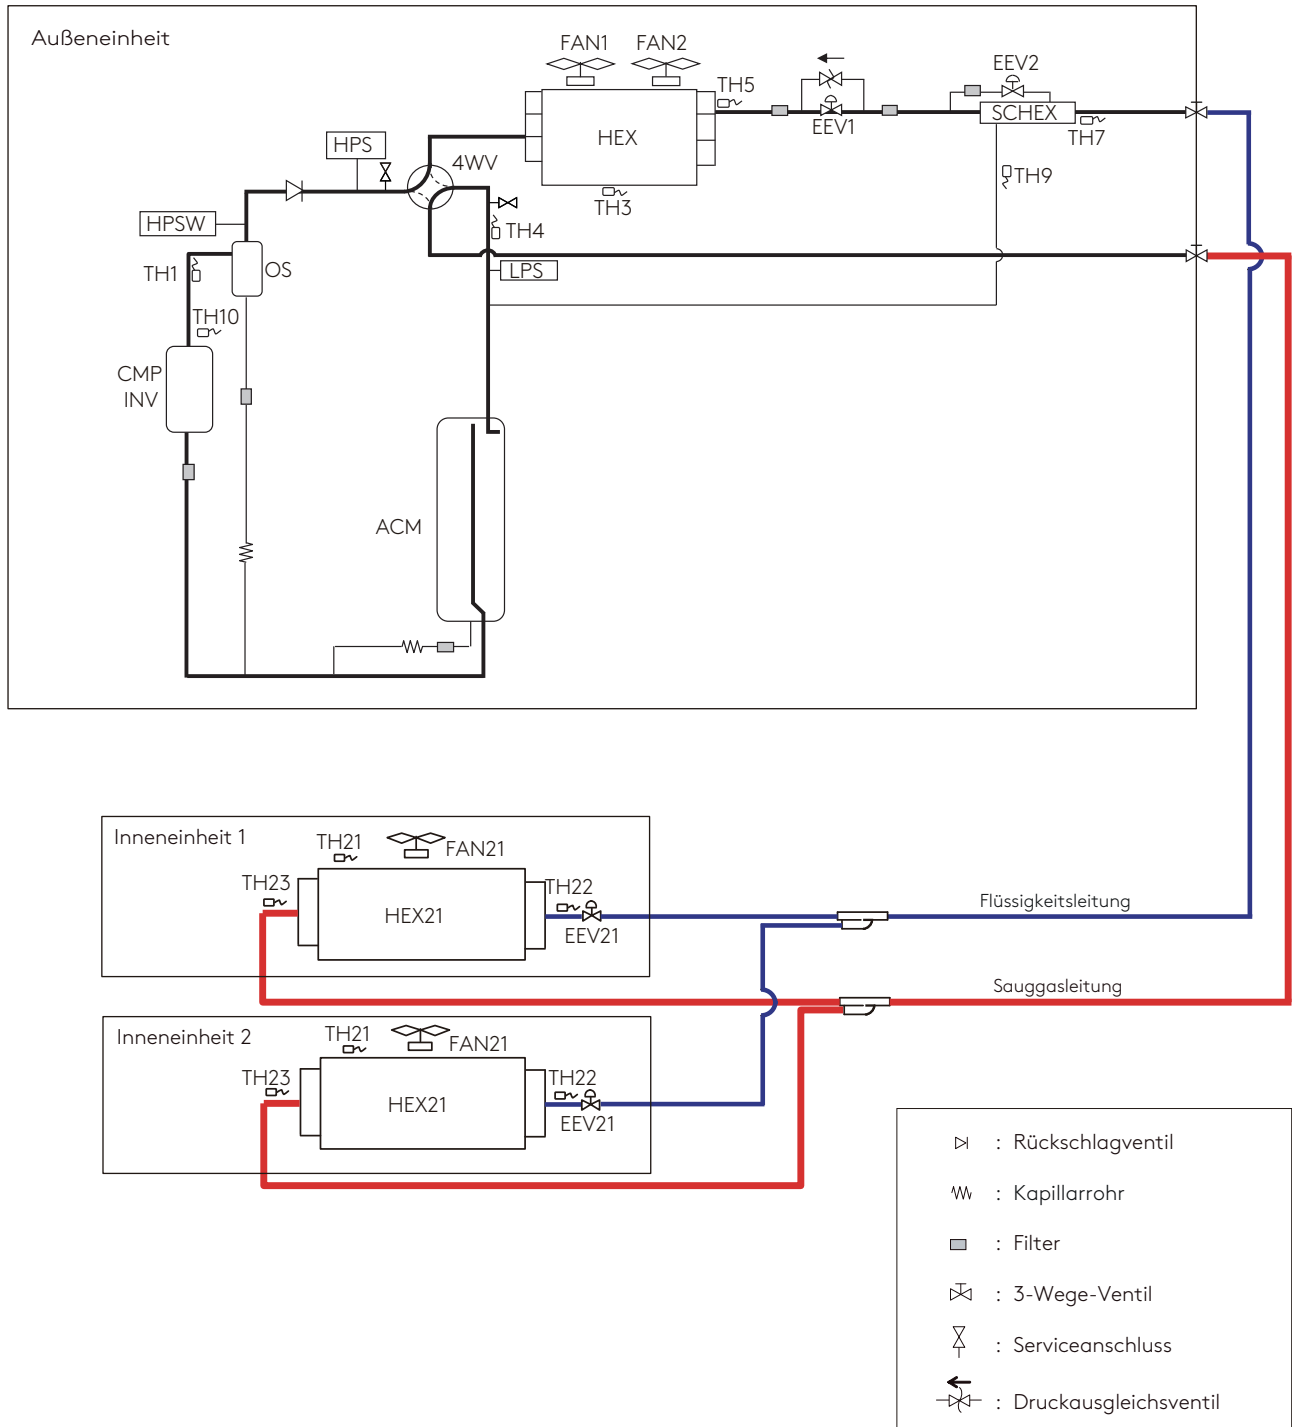 Außeneinheit
FAN1
FAN2
TH5
EEV2
HPS
4WV
HEX
EEV1
SCHEX
TH7
TH3
TH9
HPSW
TH4
TH1
OS
LPS
TH10
CMP
INV
ACM
Inneneinheit 1
TH21
FAN21
TH23
TH22
HEX21
EEV21
Flüssigkeitsleitung
Sauggasleitung
Inneneinheit 2
TH21
FAN21
TH23
TH22
HEX21
EEV21
: Rückschlagventil
: Kapillarrohr
: Filter
: 3-Wege-Ventil
: Serviceanschluss
: Druckausgleichsventil